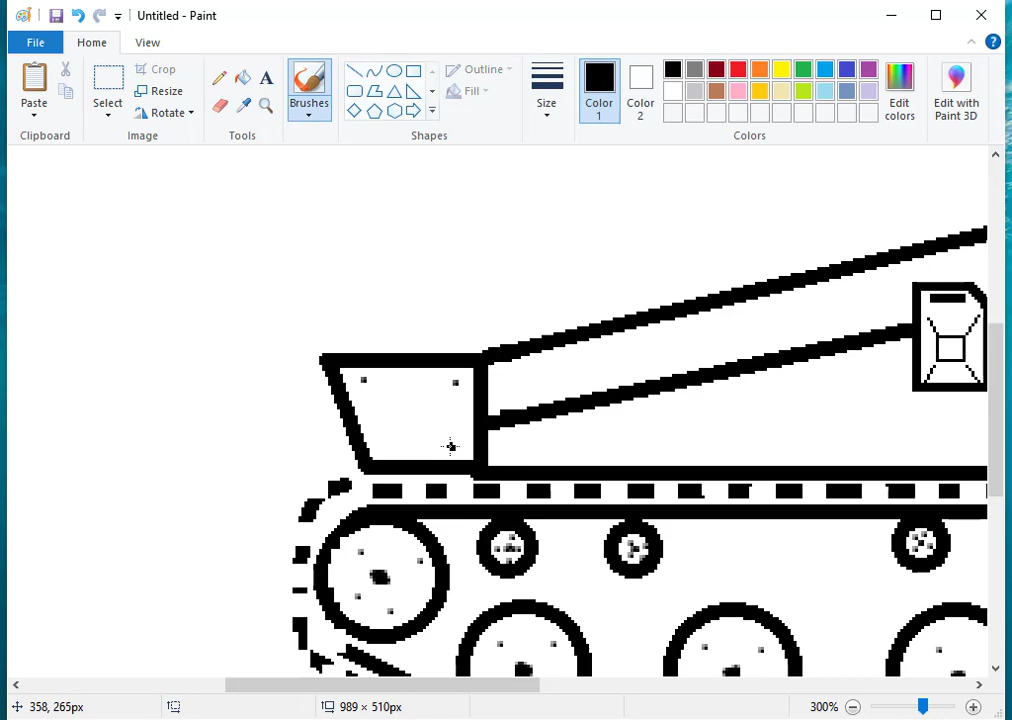 Untitled - Paint
File
Home
View
Paste
Clipboard
Select
Crop
Resize
Rotate
Image
A
Tools
Brushes
Shapes
Outline
Fill
Size
Color 1
Color 2
Edit colors
Colors
Edit with Paint 3D
?
358, 265px
989 × 510px
300%